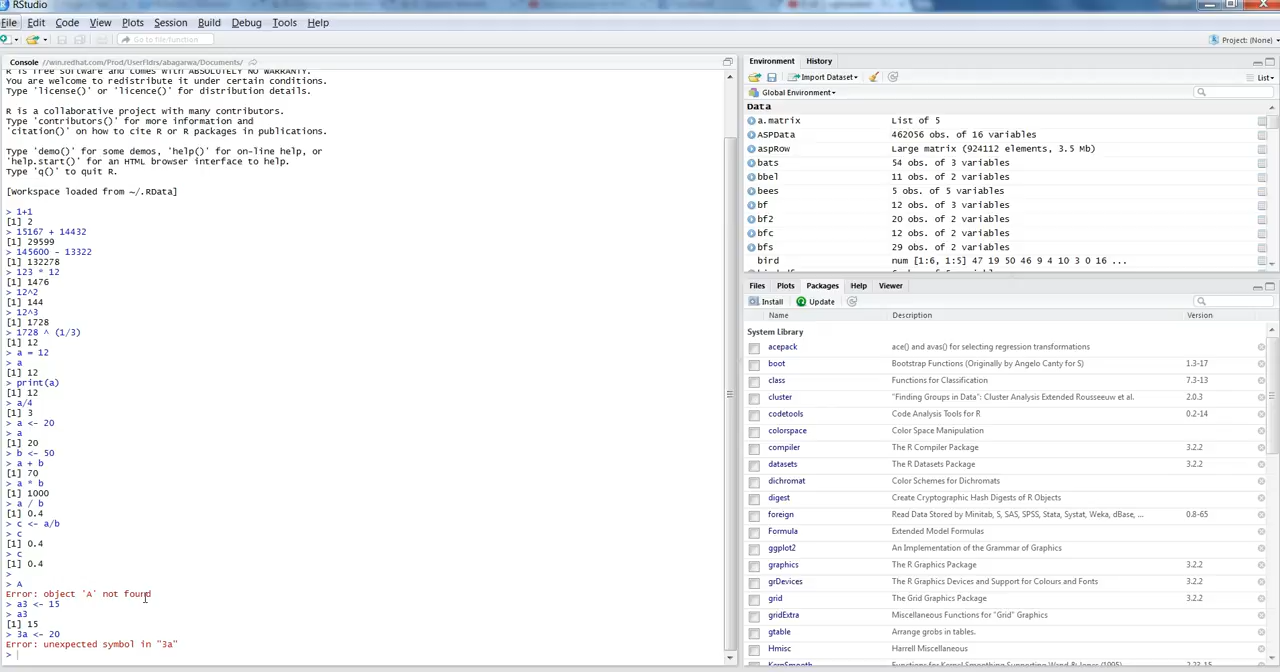 RStudio
File Edit Code View Plots Session Build Debug Tools Help
Go to file/function
Project: (None)
Console //win.redhat.com/Prod/UserFldrs/abagarwa/Documents/
R is free software and comes with ABSOLUTELY NO WARRANTY.
You are welcome to redistribute it under certain conditions.
Type 'license()' or 'licence()' for distribution details.
R is a collaborative project with many contributors.
Type 'contributors()' for more information and
'citation()' on how to cite R or R packages in publications.
Type 'demo()' for some demos, 'help()' for on-line help, or
'help.start()' for an HTML browser interface to help.
Type 'q()' to quit R.
[Workspace loaded from ~/.RData]
> 1+1
[1] 2
> 15167 + 14432
[1] 29599
> 145600 - 13322
[1] 132278
> 123 * 12
[1] 1476
> 12^2
[1] 144
> 12^3
[1] 1728
> 1728 ^ (1/3)
[1] 12
> a = 12
> a
[1] 12
> print(a)
[1] 12
> a/4
[1] 3
> a <- 20
> a
[1] 20
> b <- 50
> a + b
[1] 70
> a * b
[1] 1000
> a / b
[1] 0.4
> c <- a/b
> c
[1] 0.4
> c
[1] 0.4
>
> A
Error: object 'A' not found
> a3 <- 15
> a3
[1] 15
> 3a <- 20
Error: unexpected symbol in "3a"
>
Environment History
Import Dataset
List
Global Environment
Data
a.matrix List of 5
ASPData 462056 obs. of 16 variables
aspRow Large matrix (924112 elements, 3.5 Mb)
bats 54 obs. of 3 variables
bbel 11 obs. of 2 variables
bees 5 obs. of 5 variables
bf 12 obs. of 3 variables
bf2 20 obs. of 2 variables
bfc 12 obs. of 2 variables
bfs 29 obs. of 2 variables
bird num [1:6, 1:5] 47 19 50 46 9 4 10 3 0 16 ...
Files Plots Packages Help Viewer
Install Update
Name Description Version
System Library
acepack ace() and avas() for selecting regression transformations
boot Bootstrap Functions (Originally by Angelo Canty for S) 1.3-17
class Functions for Classification 7.3-13
cluster "Finding Groups in Data": Cluster Analysis Extended Rousseeuw et al. 2.0.3
codetools Code Analysis Tools for R 0.2-14
colorspace Color Space Manipulation
compiler The R Compiler Package 3.2.2
datasets The R Datasets Package 3.2.2
dichromat Color Schemes for Dichromats
digest Create Cryptographic Hash Digests of R Objects
foreign Read Data Stored by Minitab, S, SAS, SPSS, Stata, Systat, Weka, dBase, ... 0.8-65
Formula Extended Model Formulas
ggplot2 An Implementation of the Grammar of Graphics
graphics The R Graphics Package 3.2.2
grDevices The R Graphics Devices and Support for Colours and Fonts 3.2.2
grid The Grid Graphics Package 3.2.2
gridExtra Miscellaneous Functions for "Grid" Graphics
gtable Arrange grobs in tables.
Hmisc Harrell Miscellaneous
KernSmooth Functions for Kernel Smoothing Supporting Wand & Jones (1995) 2.23-15